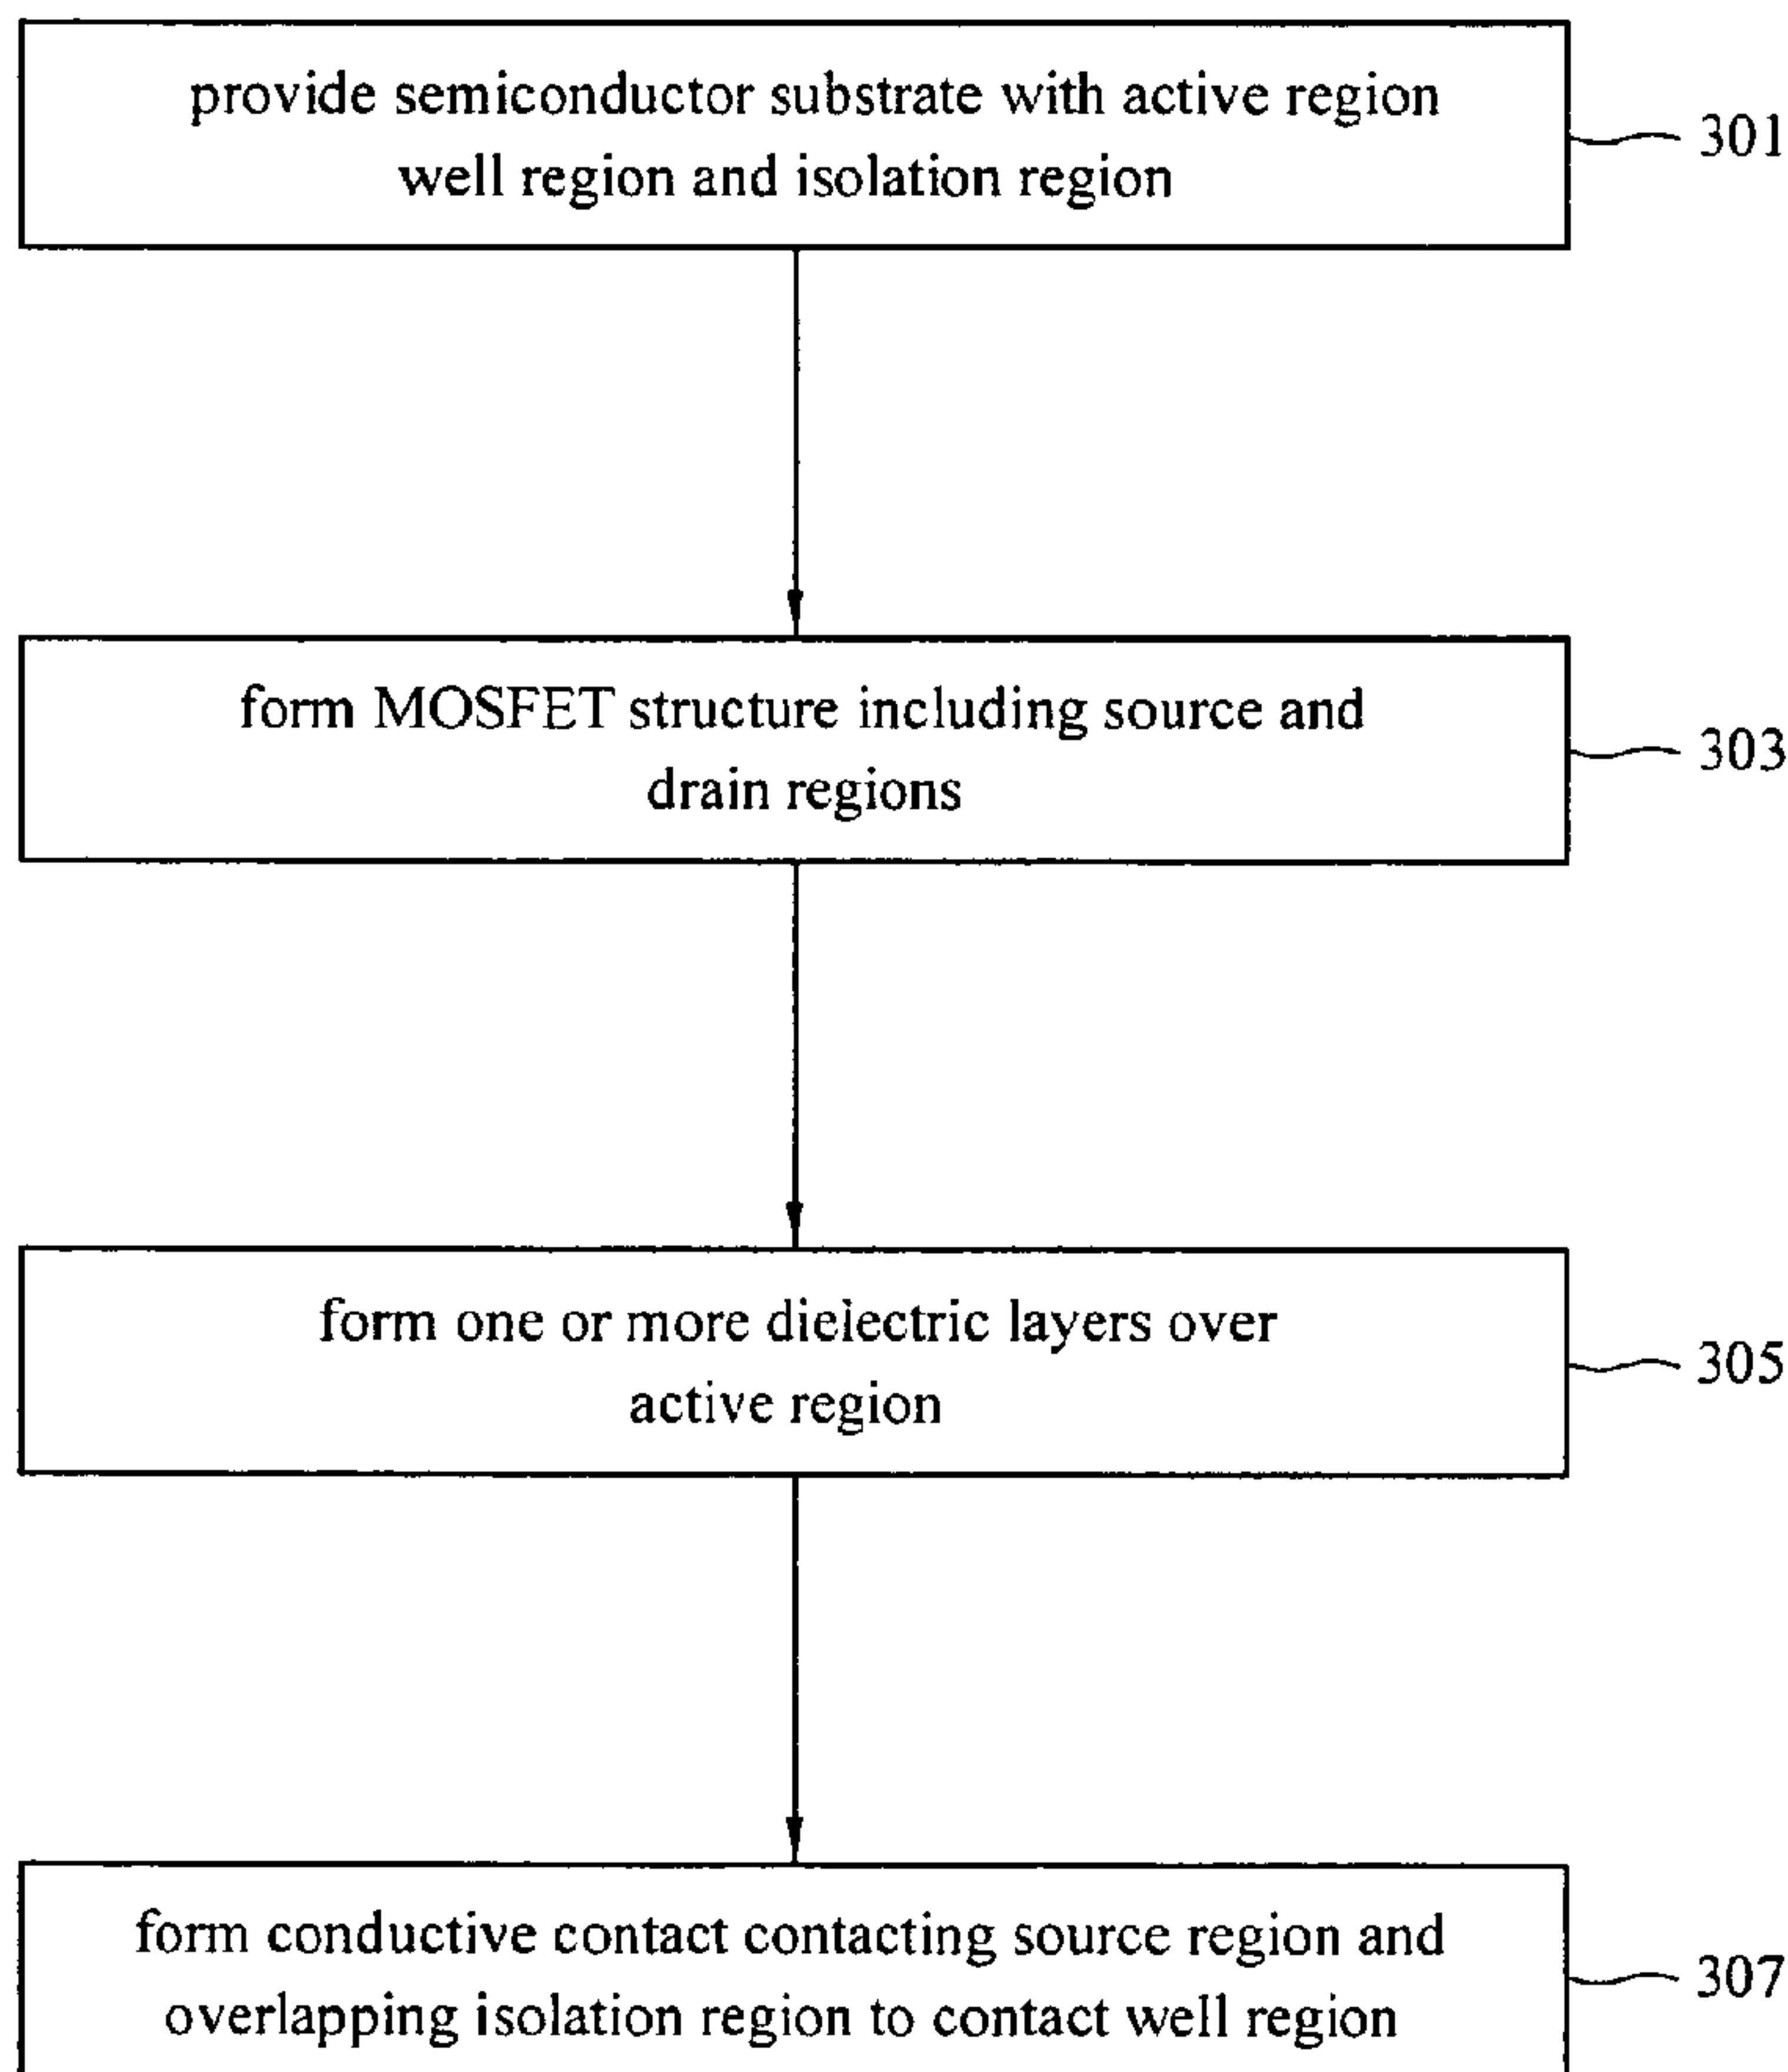 provide semiconductor substrate with active region
well region and isolation region
301
form MOSFET structure including source and
drain regions
303
form one or more dielectric layers over
active region
305
form conductive contact contacting source region and
overlapping isolation region to contact well region
307